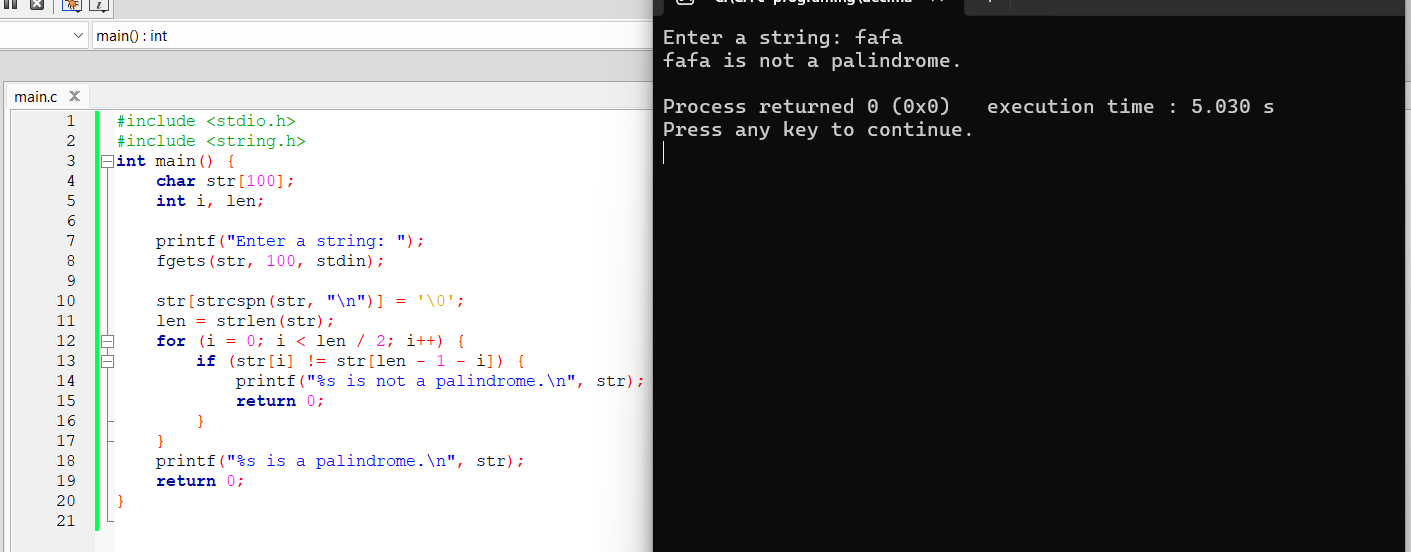 main() : int
main.c
1 #include <stdio.h>
2 #include <string.h>
3 int main() {
4 char str[100];
5 int i, len;
6
7 printf("Enter a string: ");
8 fgets(str, 100, stdin);
9
10 str[strcspn(str, "\n")] = '\0';
11 len = strlen(str);
12 for (i = 0; i < len / 2; i++) {
13 if (str[i] != str[len - 1 - i]) {
14 printf("%s is not a palindrome.\n", str);
15 return 0;
16 }
17 }
18 printf("%s is a palindrome.\n", str);
19 return 0;
20 }
21
Enter a string: fafa
fafa is not a palindrome.
Process returned 0 (0x0) execution time : 5.030 s
Press any key to continue.